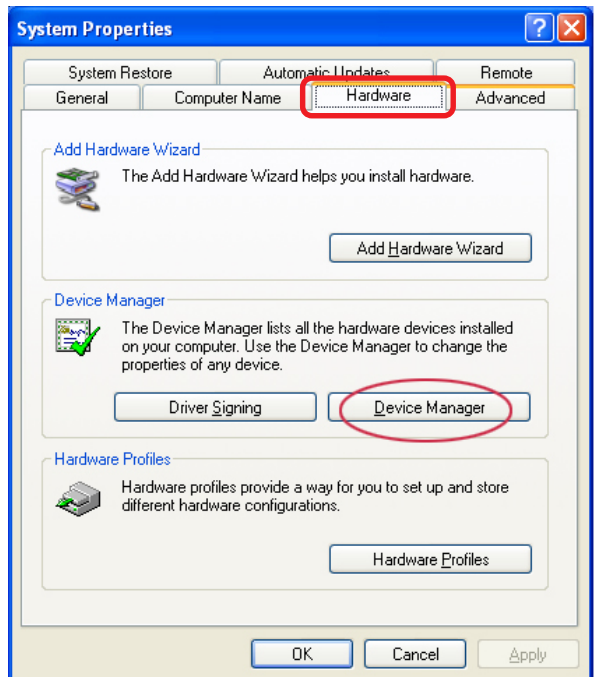 System Properties
System Restore Automatic Updates Remote
General Computer Name Hardware Advanced
Add Hardware Wizard
The Add Hardware Wizard helps you install hardware.
Add Hardware Wizard
Device Manager
The Device Manager lists all the hardware devices installed
on your computer. Use the Device Manager to change the
properties of any device.
Driver Signing Device Manager
Hardware Profiles
Hardware profiles provide a way for you to set up and store
different hardware configurations.
Hardware Profiles
OK Cancel Apply